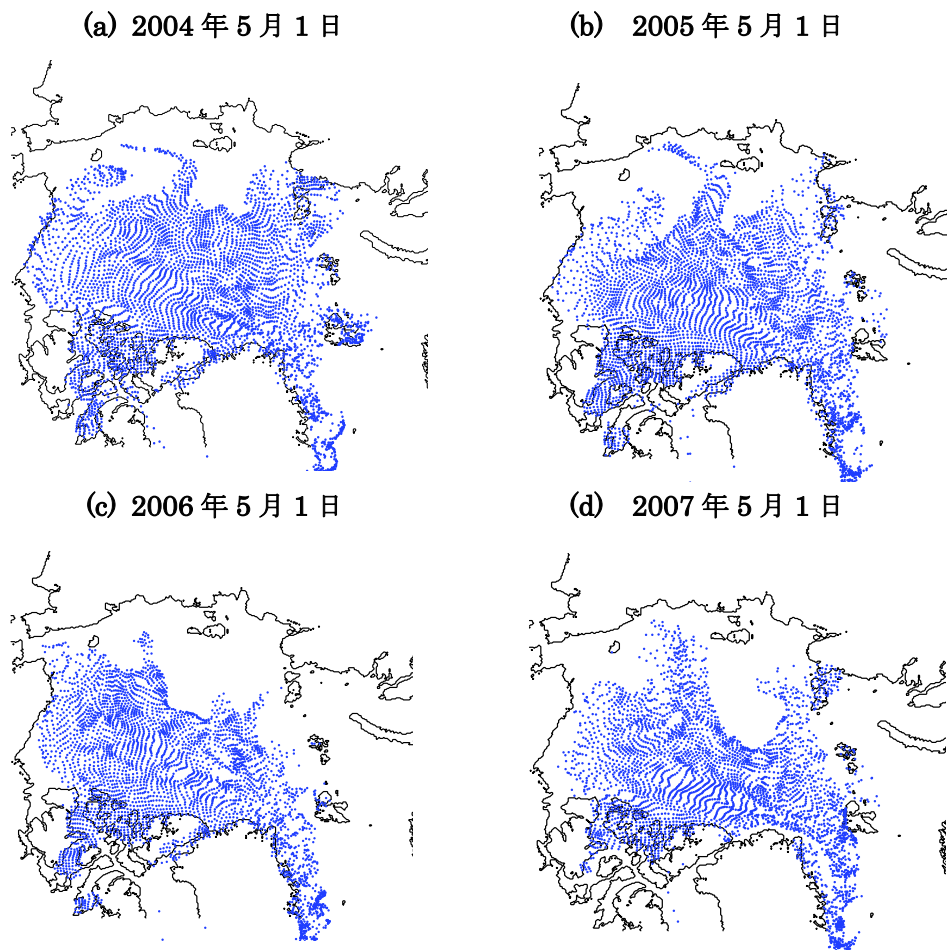 (a) 2004 年 5 月 1 日
(b) 2005 年 5 月 1 日
(c) 2006 年 5 月 1 日
(d) 2007 年 5 月 1 日